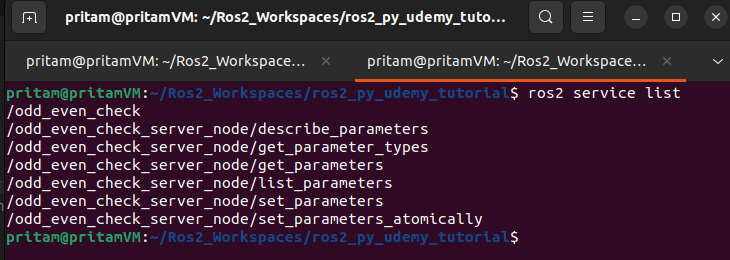 pritam@pritamVM: ~/Ros2_Workspaces/ros2_py_udemy_tuto...
pritam@pritamVM: ~/Ros2_Workspace...
pritam@pritamVM: ~/Ros2_Workspace...
pritam@pritamVM:~/Ros2_Workspaces/ros2_py_udemy_tutorial$ ros2 service list
/odd_even_check
/odd_even_check_server_node/describe_parameters
/odd_even_check_server_node/get_parameter_types
/odd_even_check_server_node/get_parameters
/odd_even_check_server_node/list_parameters
/odd_even_check_server_node/set_parameters
/odd_even_check_server_node/set_parameters_atomically
pritam@pritamVM:~/Ros2_Workspaces/ros2_py_udemy_tutorial$